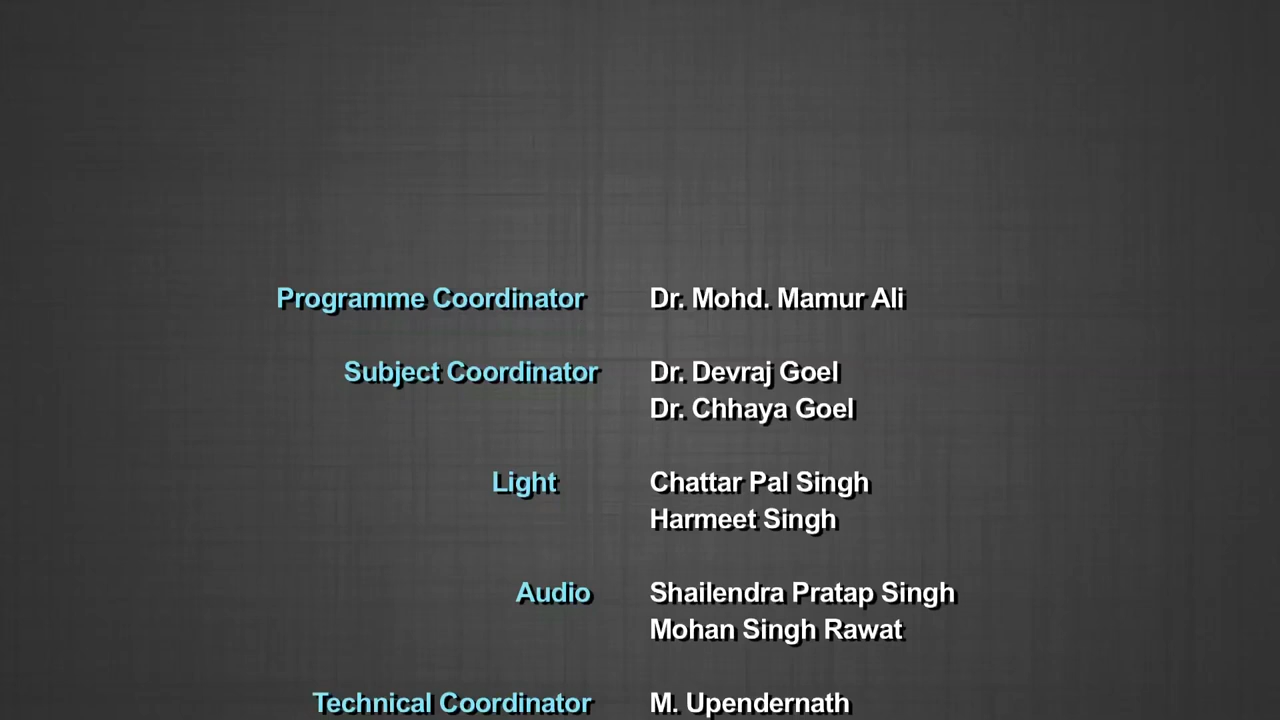 Programme Coordinator Dr. Mohd. Mamur Ali
Subject Coordinator Dr. Devraj Goel
Dr. Chhaya Goel
Light Chattar Pal Singh
Harmeet Singh
Audio Shailendra Pratap Singh
Mohan Singh Rawat
Technical Coordinator M. Upendernath